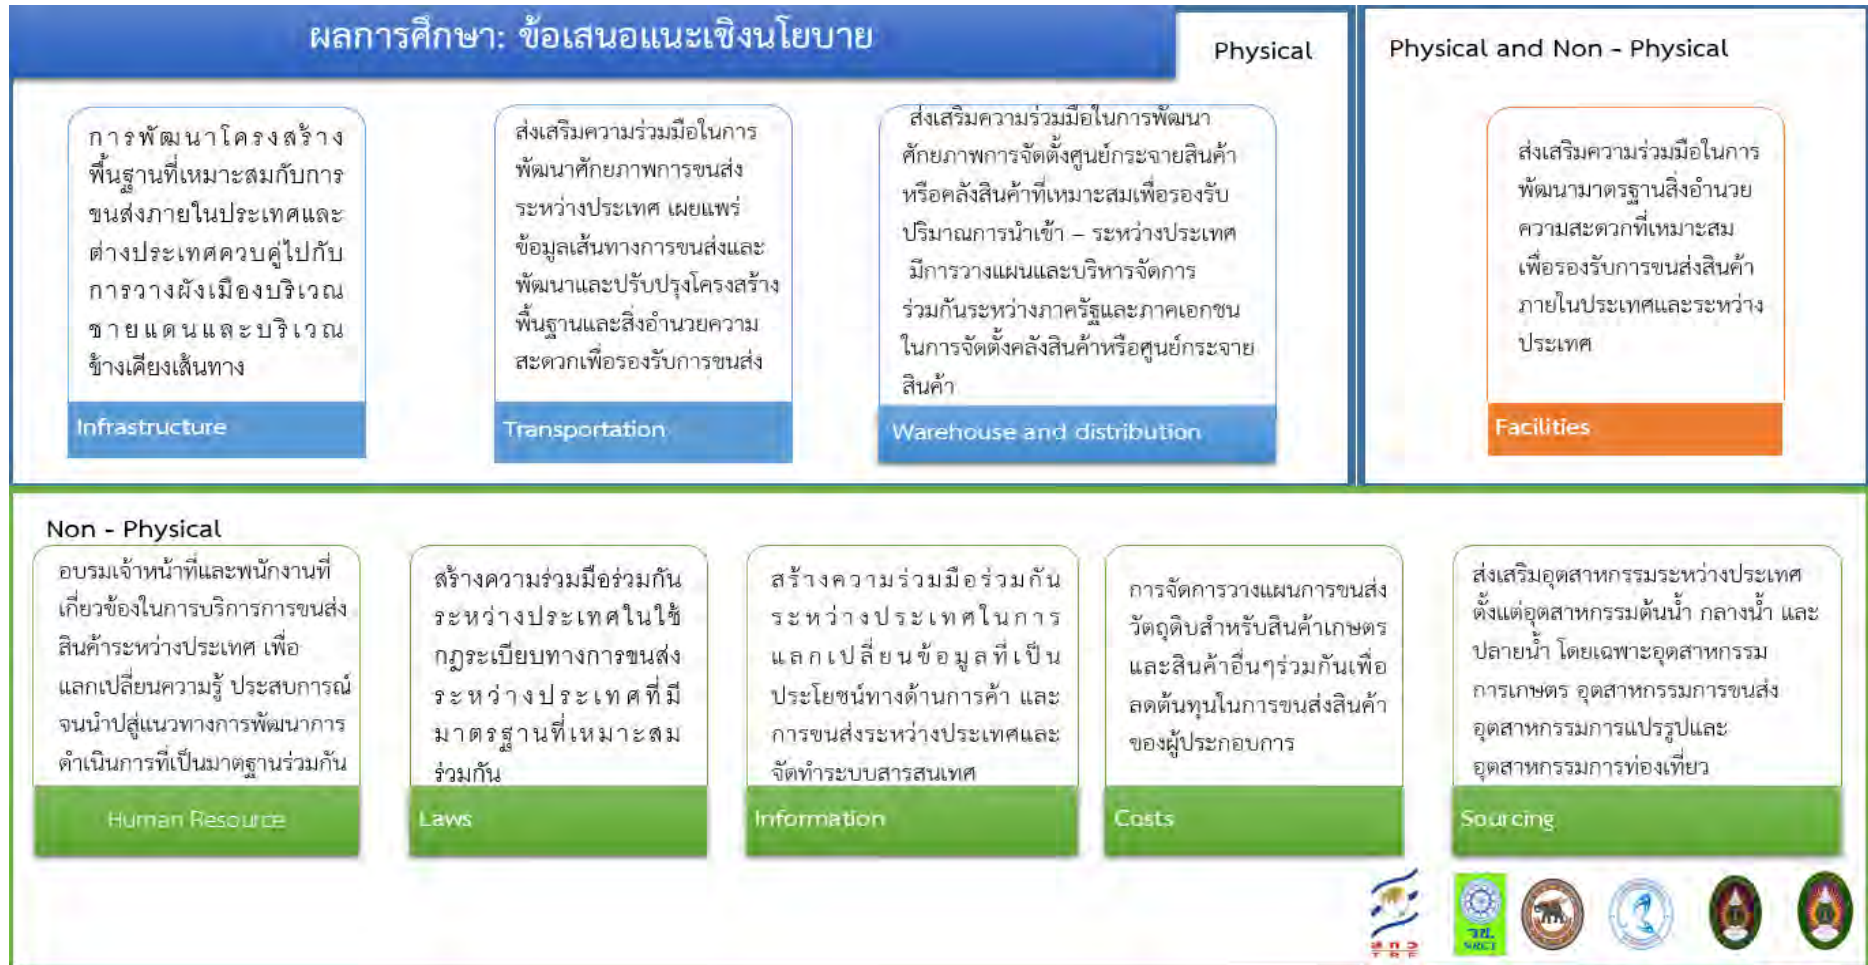 ผลการศึกษา: ข้อเสนอแนะเชิงนโยบาย
Physical
Physical and Non - Physical
การพัฒนาโครงสร้าง
พื้นฐานที่เหมาะสมกับการ
ขนส่งภายในประเทศและ
ต่างประเทศควบคู่ไปกับ
การวางผังเมืองบริเวณ
ชายแดนและบริเวณ
ข้างเคียงเส้นทาง
Infrastructure
ส่งเสริมความร่วมมือในการ
พัฒนาศักยภาพการขนส่ง
ระหว่างประเทศ เผยแพร่
ข้อมูลเส้นทางการขนส่งและ
พัฒนาและปรับปรุงโครงสร้าง
พื้นฐานและสิ่งอำนวยความ
สะดวกเพื่อรองรับการขนส่ง
Transportation
ส่งเสริมความร่วมมือในการพัฒนา
ศักยภาพการจัดตั้งศูนย์กระจายสินค้า
หรือคลังสินค้าที่เหมาะสมเพื่อรองรับ
ปริมาณการนำเข้า – ระหว่างประเทศ
มีการวางแผนและบริหารจัดการ
ร่วมกันระหว่างภาครัฐและภาคเอกชน
ในการจัดตั้งคลังสินค้าหรือศูนย์กระจาย
สินค้า
Warehouse and distribution
ส่งเสริมความร่วมมือในการ
พัฒนามาตรฐานสิ่งอำนวย
ความสะดวกที่เหมาะสม
เพื่อรองรับการขนส่งสินค้า
ภายในประเทศและระหว่าง
ประเทศ
Facilities
Non - Physical
อบรมเจ้าหน้าที่และพนักงานที่
เกี่ยวข้องในการบริการการขนส่ง
สินค้าระหว่างประเทศ เพื่อ
แลกเปลี่ยนความรู้ ประสบการณ์
จนนำปสู่แนวทางการพัฒนาการ
ดำเนินการที่เป็นมาตฐานร่วมกัน
Human Resource
สร้างความร่วมมือร่วมกัน
ระหว่างประเทศในใช้
กฎระเบียบทางการขนส่ง
ระหว่างประเทศที่มี
มาตรฐานที่เหมาะสม
ร่วมกัน
Laws
สร้างความร่วมมือร่วมกัน
ระหว่างประเทศในการ
แลกเปลี่ยนข้อมูลที่เป็น
ประโยชน์ทางด้านการค้า และ
การขนส่งระหว่างประเทศและ
จัดทำระบบสารสนเทศ
Information
การจัดการวางแผนการขนส่ง
วัตถุดิบสำหรับสินค้าเกษตร
และสินค้าอื่นๆร่วมกันเพื่อ
ลดต้นทุนในการขนส่งสินค้า
ของผู้ประกอบการ
Costs
ส่งเสริมอุตสาหกรรมระหว่างประเทศ
ตั้งแต่อุตสาหกรรมต้นน้ำ กลางน้ำ และ
ปลายน้ำ โดยเฉพาะอุตสาหกรรม
การเกษตร อุตสาหกรรมการขนส่ง
อุตสาหกรรมการแปรรูปและ
อุตสาหกรรมการท่องเที่ยว
Sourcing
สกว
TRF
วช.
NRCT